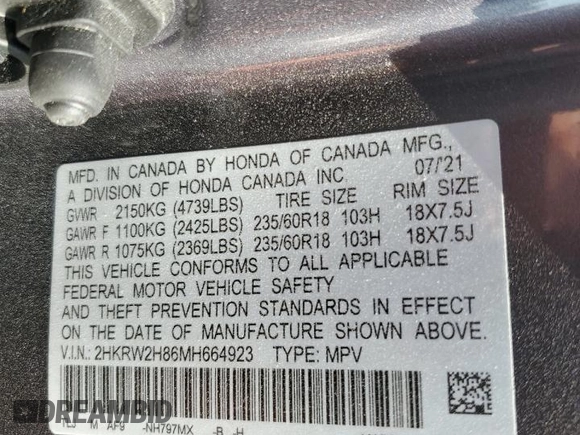 MFD. IN CANADA BY HONDA OF CANADA MFG.,
A DIVISION OF HONDA CANADA INC 07/'21
GVWR 2150KG (4739LBS) TIRE SIZE RIM SIZE
GAWR F 1100KG (2425LBS) 235/60R18 103H 18X7.5J
GAWR R 1075KG (2369LBS) 235/60R18 103H 18X7.5J
THIS VEHICLE CONFORMS TO ALL APPLICABLE
FEDERAL MOTOR VEHICLE SAFETY
AND THEFT PREVENTION STANDARDS IN EFFECT
ON THE DATE OF MANUFACTURE SHOWN ABOVE.
V.I.N.: 2HKRW2H86MH664923 TYPE: MPV
NH797MX
DREAMBID